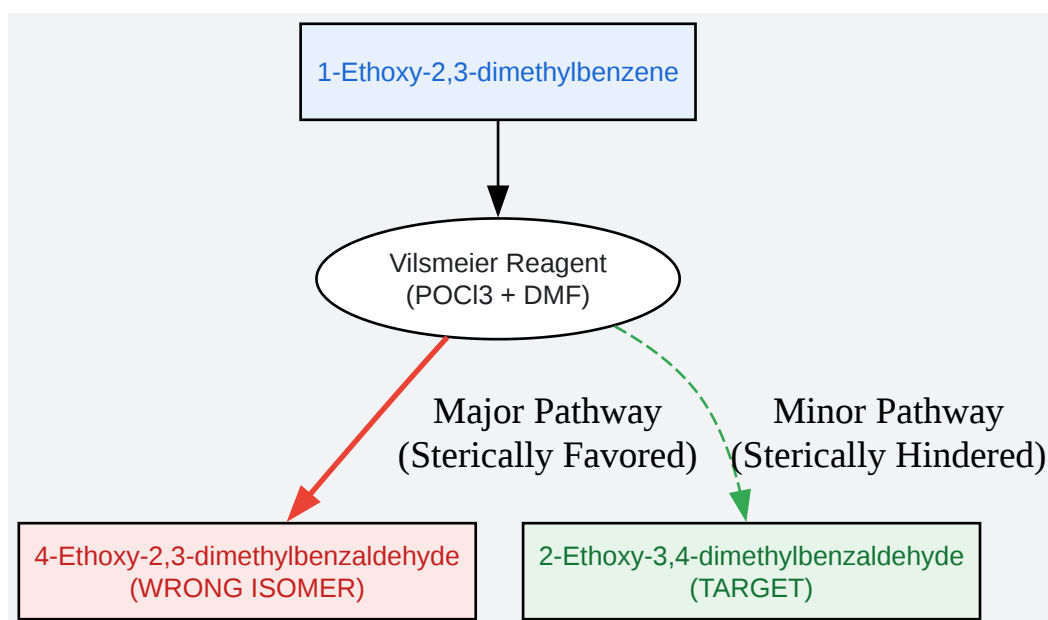 1-Ethoxy-2,3-dimethylbenzene
Vilsmeier Reagent
(POCl3 + DMF)
Major Pathway
(Sterically Favored)
Minor Pathway
(Sterically Hindered)
4-Ethoxy-2,3-dimethylbenzaldehyde
(WRONG ISOMER)
2-Ethoxy-3,4-dimethylbenzaldehyde
(TARGET)